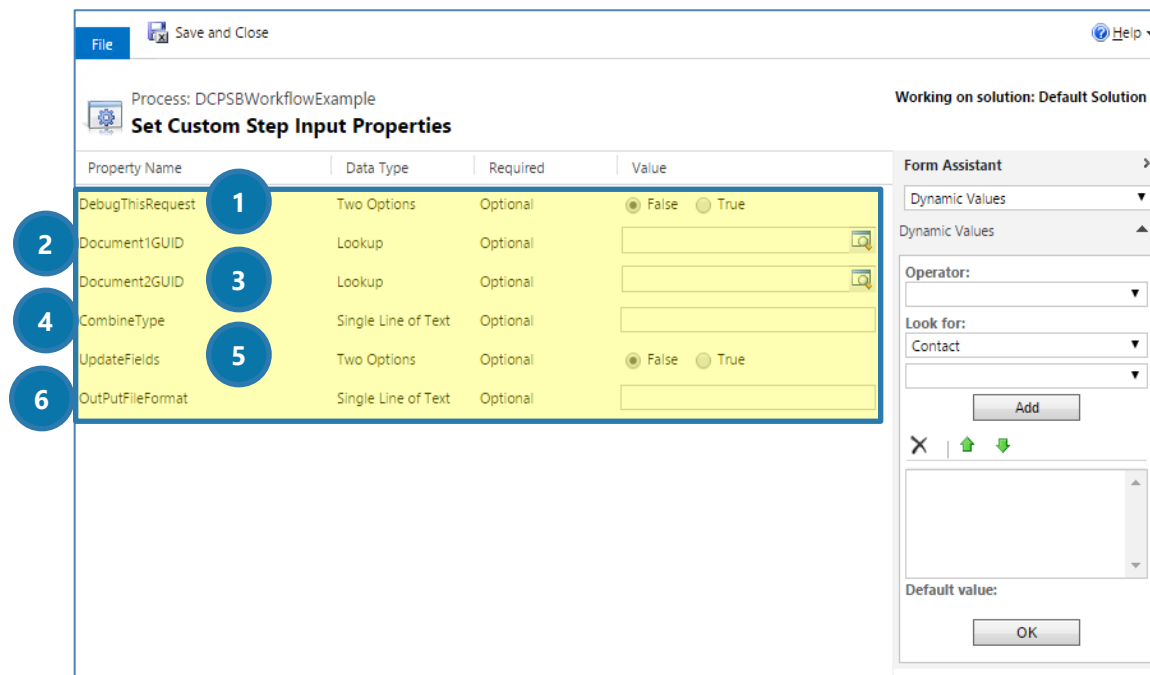 File
Save and Close
Help
Process: DCPSBWorkflowExample
Set Custom Step Input Properties
Working on solution: Default Solution
Property Name Data Type Required Value
DebugThisRequest 1 Two Options Optional False True
2 Document1GUID Lookup Optional
Document2GUID 3 Lookup Optional
4 CombineType Single Line of Text Optional
UpdateFields 5 Two Options Optional False True
6 OutPutFileFormat Single Line of Text Optional
Form Assistant
Dynamic Values
Dynamic Values
Operator:
Look for:
Contact
Add
Default value:
OK